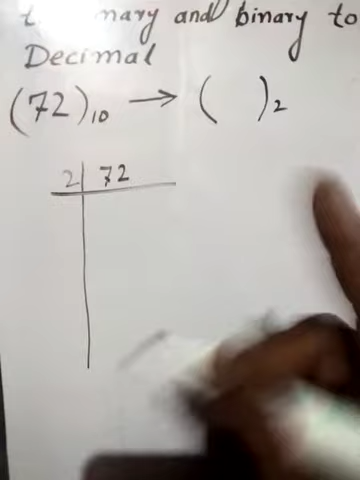 and binary to
Decimal
(72)₁₀ → ( )₂
2 72